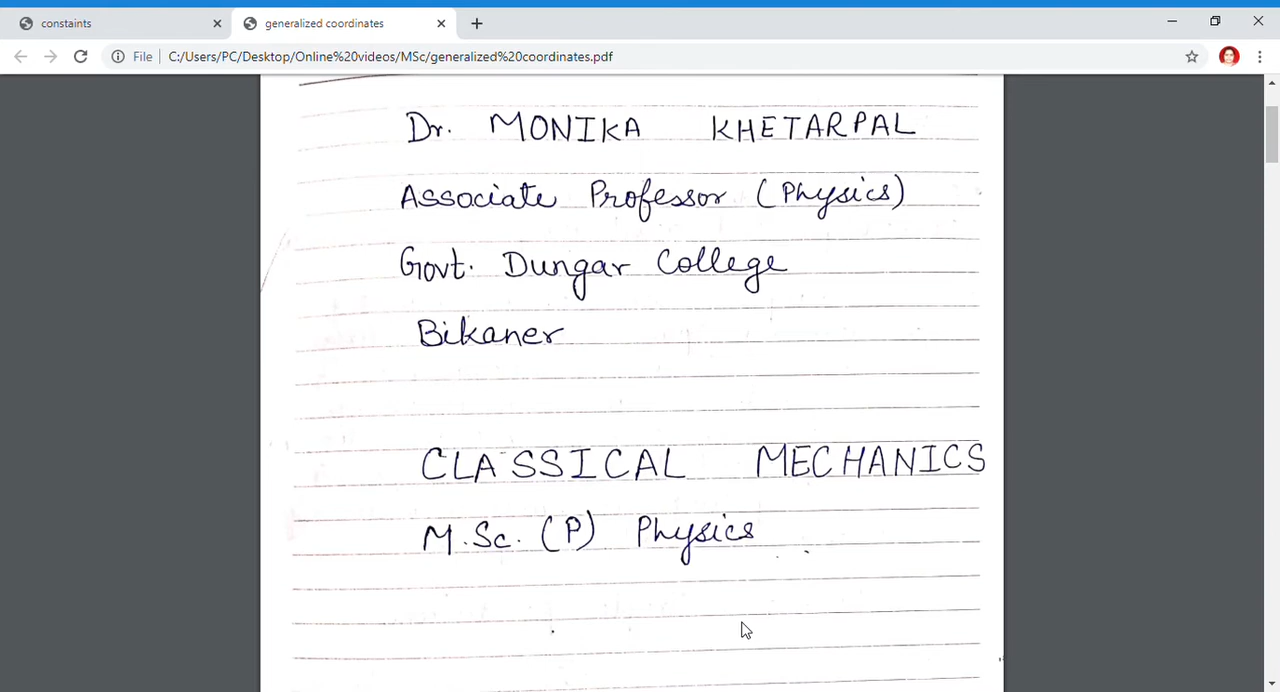 constaints
generalized coordinates
File
C:/Users/PC/Desktop/Online%20videos/MSc/generalized%20coordinates.pdf
Dr. MONIKA KHETARPAL
Associate Professor (Physics)
Govt. Dungar College
Bikaner
CLASSICAL MECHANICS
M.Sc. (P) Physics